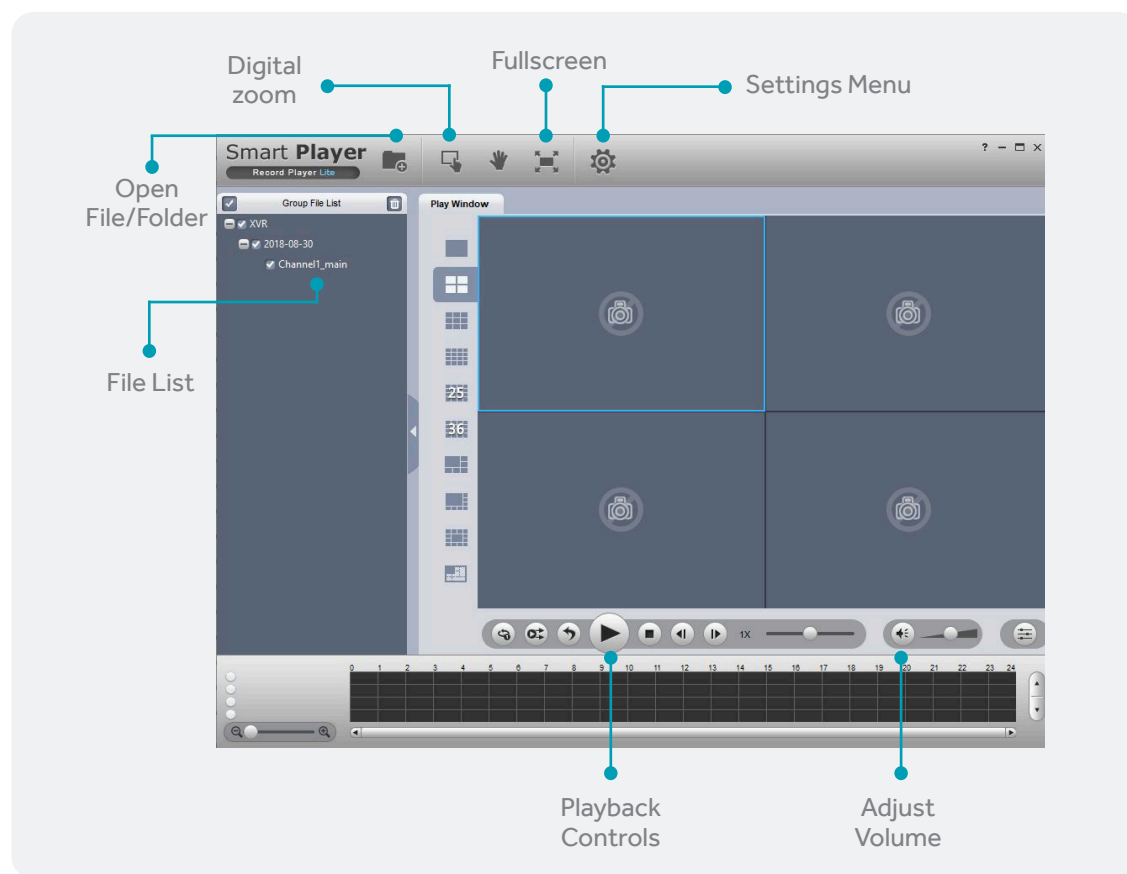 Digital
zoom
Fullscreen
Settings Menu
Smart Player
Record Player Lite
? – □ ×
Open
File/Folder
Group File List
Play Window
XVR
2018-08-30
Channel1_main
File List
25
36
1X
0 1 2 3 4 5 6 7 8 9 10 11 12 13 14 15 16 17 18 19 20 21 22 23 24
Playback
Controls
Adjust
Volume